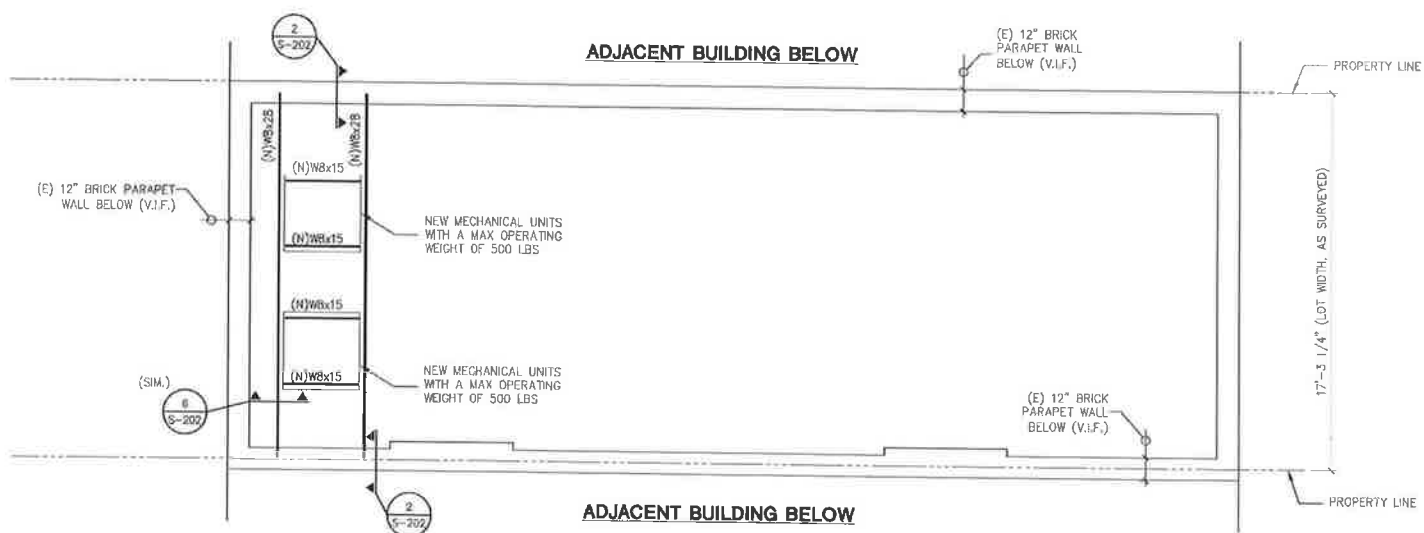 2
S-202
ADJACENT BUILDING BELOW
(E) 12" BRICK
PARAPET WALL
BELOW (V.I.F.)
PROPERTY LINE
(N)W8x28
(N)W8x28
(N)W8x15
(E) 12" BRICK PARAPET
WALL BELOW (V.I.F.)
NEW MECHANICAL UNITS
WITH A MAX OPERATING
WEIGHT OF 500 LBS
(N)W8x15
17'-3 1/4" (LOT WIDTH, AS SURVEYED)
(N)W8x15
NEW MECHANICAL UNITS
WITH A MAX OPERATING
WEIGHT OF 500 LBS
(N)W8x15
(SIM.)
6
S-202
(E) 12" BRICK
PARAPET WALL
BELOW (V.I.F.)
2
S-202
ADJACENT BUILDING BELOW
PROPERTY LINE